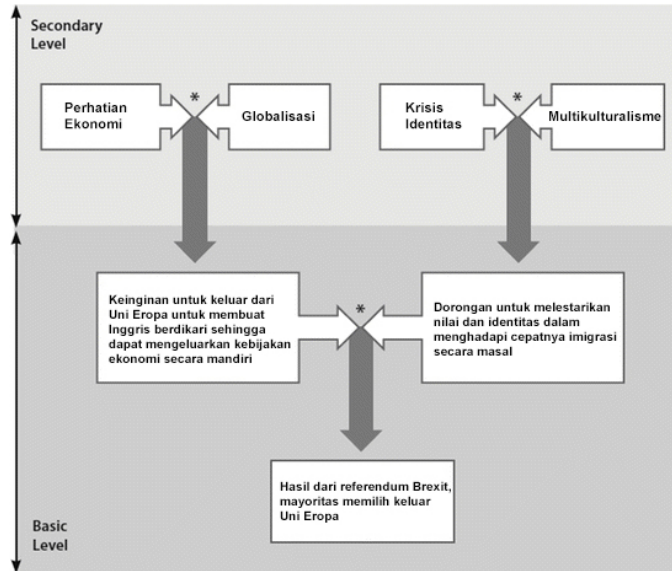 Secondary
Level
Perhatian
Ekonomi
*
Globalisasi
Krisis
Identitas
*
Multikulturalisme
Keinginan untuk keluar dari
Uni Eropa untuk membuat
Inggris berdikari sehingga
dapat mengeluarkan kebijakan
ekonomi secara mandiri
*
Dorongan untuk melestarikan
nilai dan identitas dalam
menghadapi cepatnya imigrasi
secara masal
Hasil dari referendum Brexit,
mayoritas memilih keluar
Uni Eropa
Basic
Level